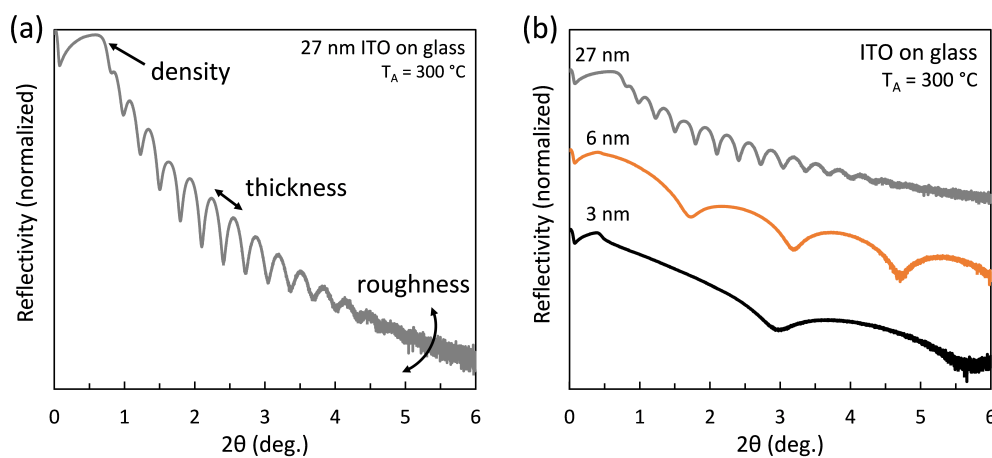 (a)
27 nm ITO on glass
T_A = 300 °C
density
thickness
roughness
Reflectivity (normalized)
0 1 2 3 4 5 6
2θ (deg.)
(b)
ITO on glass
T_A = 300 °C
27 nm
6 nm
3 nm
Reflectivity (normalized)
0 1 2 3 4 5 6
2θ (deg.)